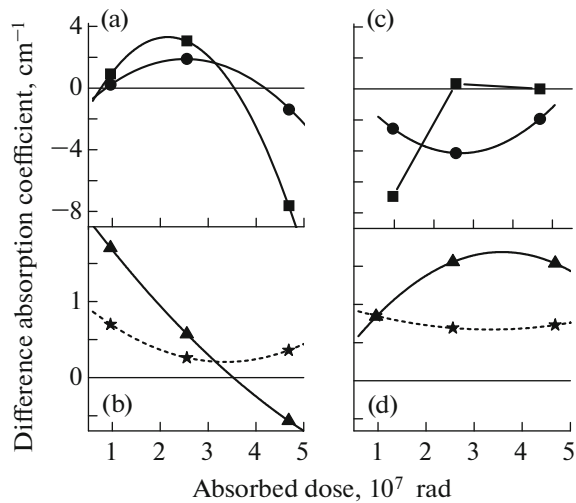 (a)
(c)
4
0
−4
−8
1
0
(b)
(d)
1 2 3 4 5
1 2 3 4 5
Difference absorption coefficient, cm⁻¹
Absorbed dose, 10⁷ rad